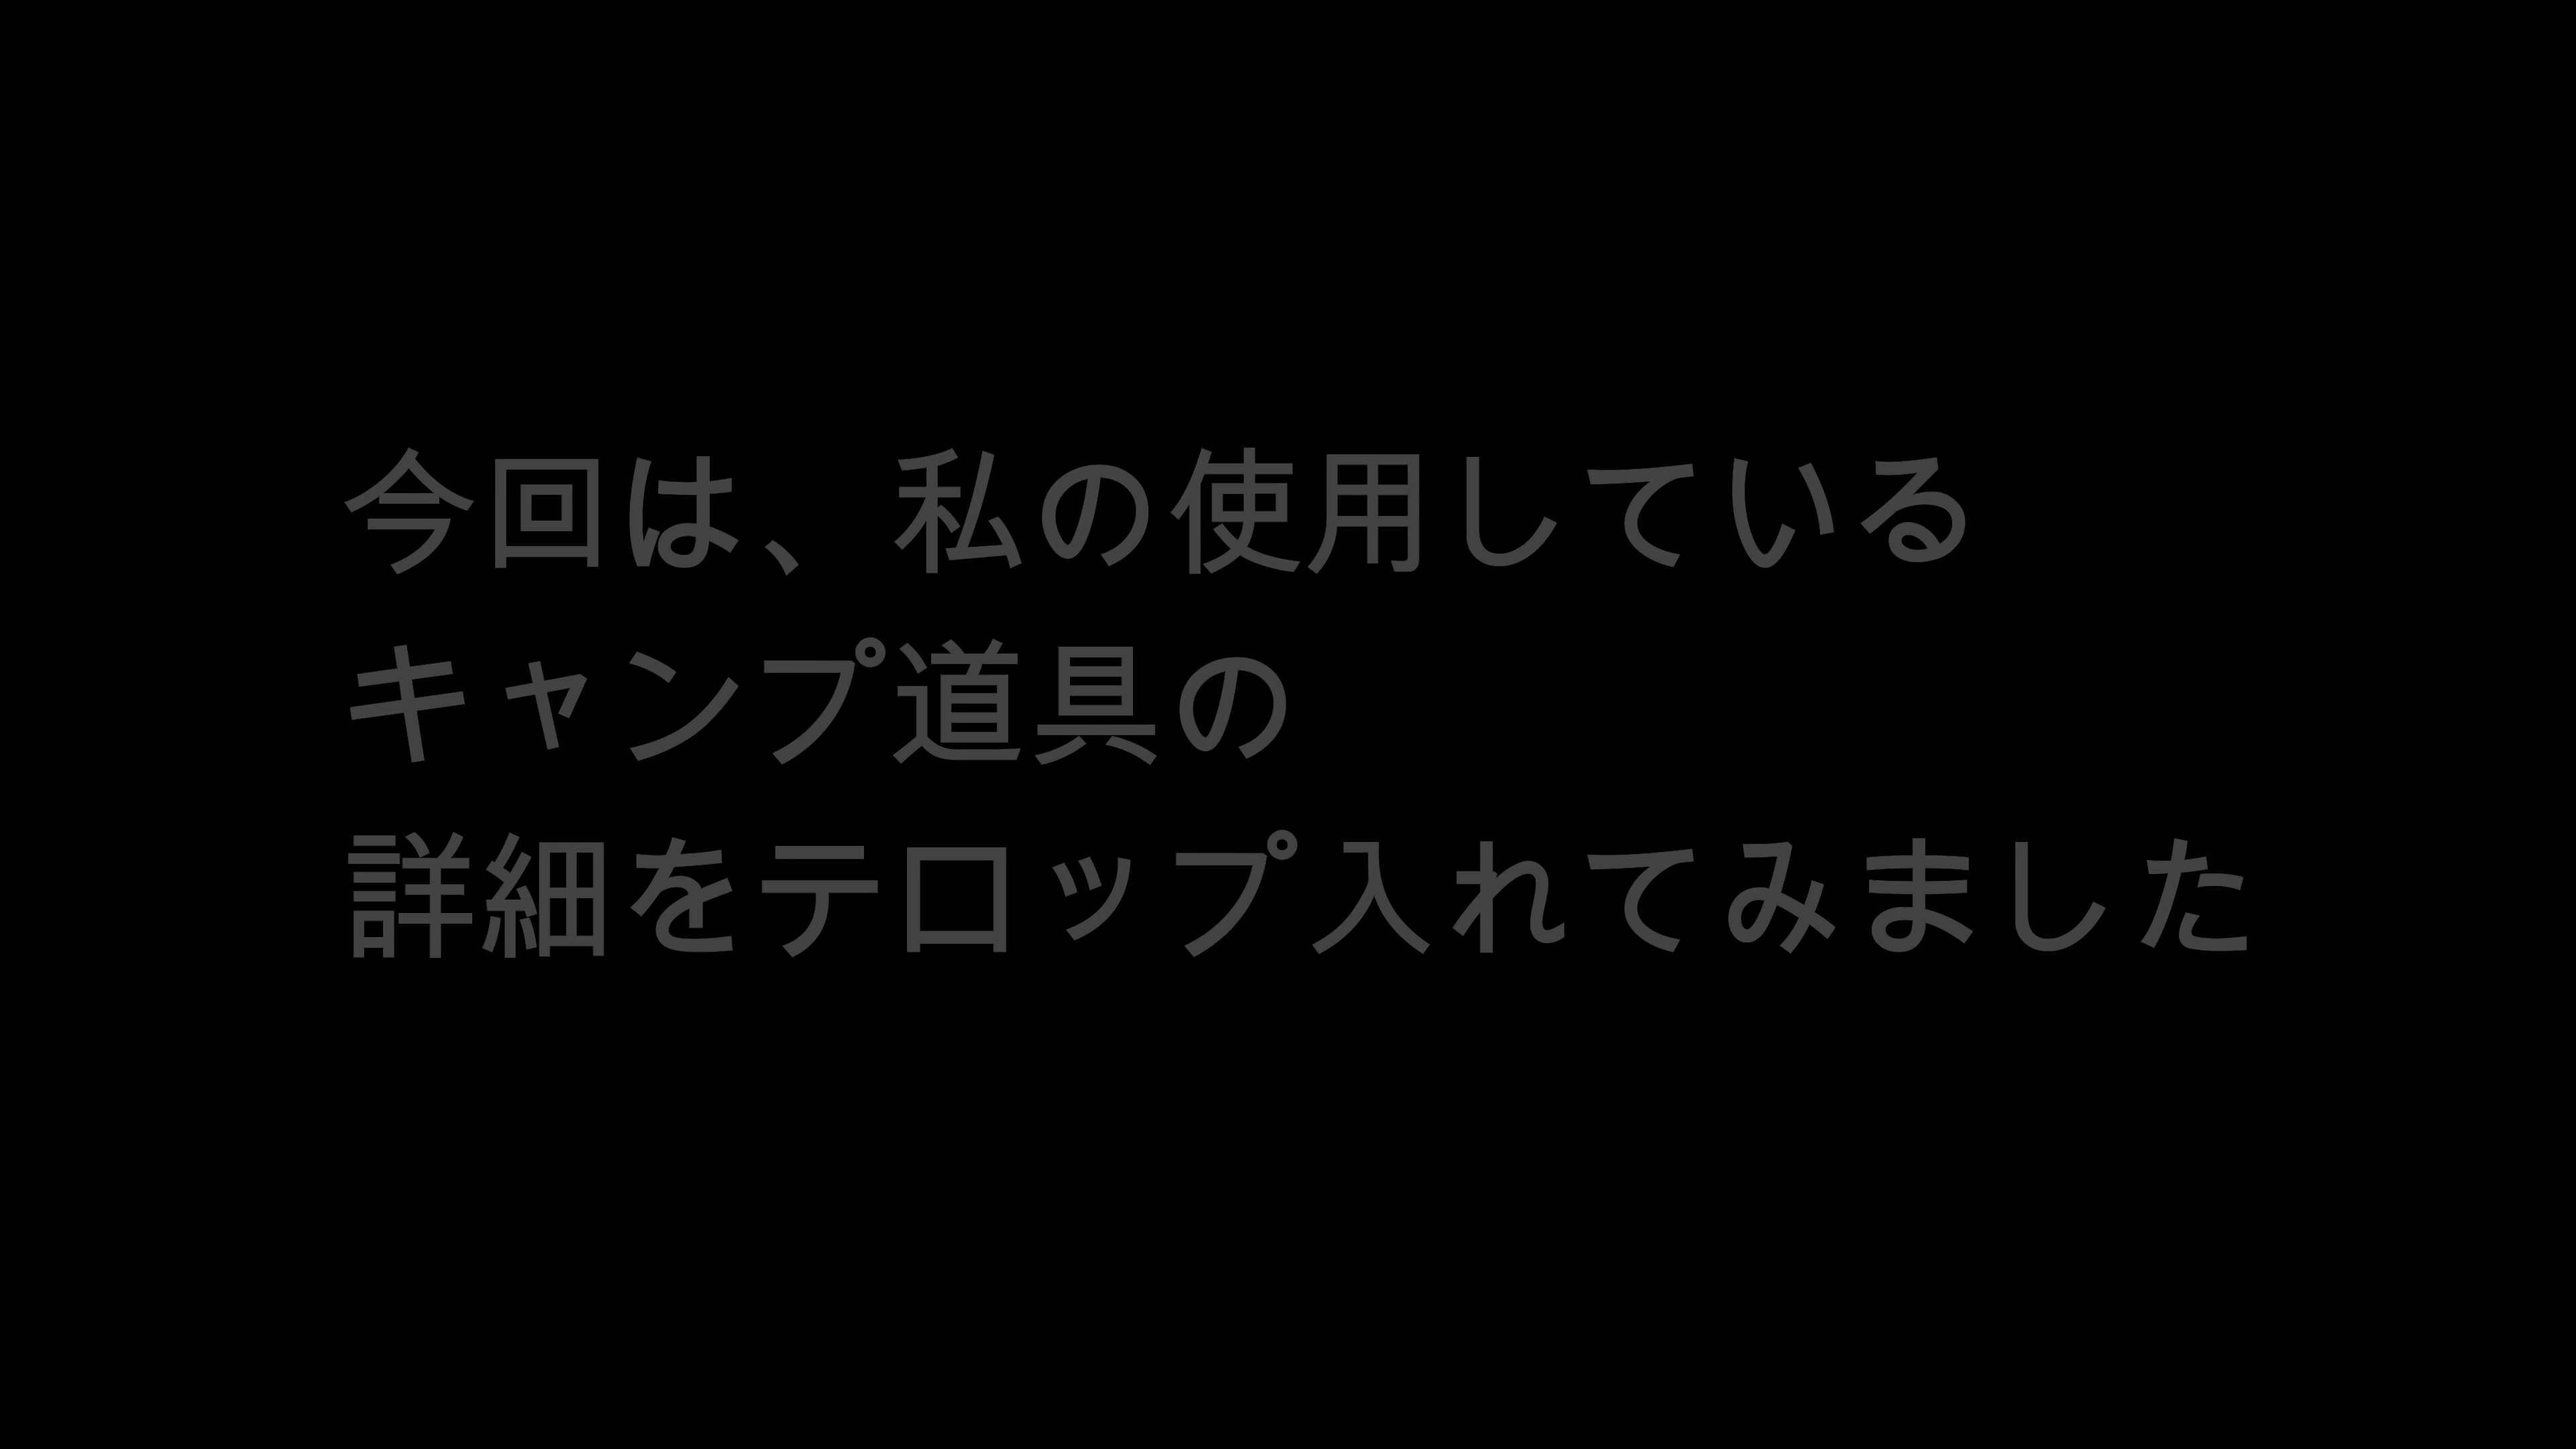 今回は、私の使用している
キャンプ道具の
詳細をテロップ入れてみました